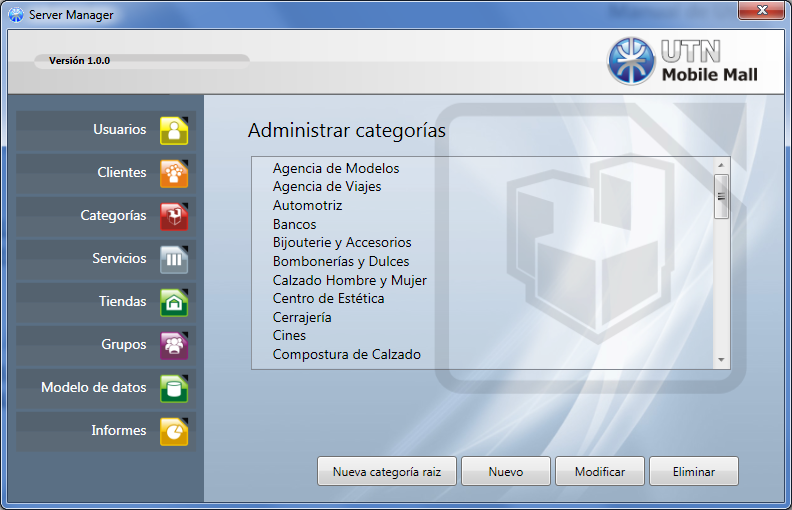 Server Manager
Versión 1.0.0
UTN
Mobile Mall
Usuarios
Clientes
Categorías
Servicios
Tiendas
Grupos
Modelo de datos
Informes
Administrar categorías
Agencia de Modelos
Agencia de Viajes
Automotriz
Bancos
Bijouterie y Accesorios
Bombonerías y Dulces
Calzado Hombre y Mujer
Centro de Estética
Cerrajería
Cines
Compostura de Calzado
Nueva categoría raiz
Nuevo
Modificar
Eliminar